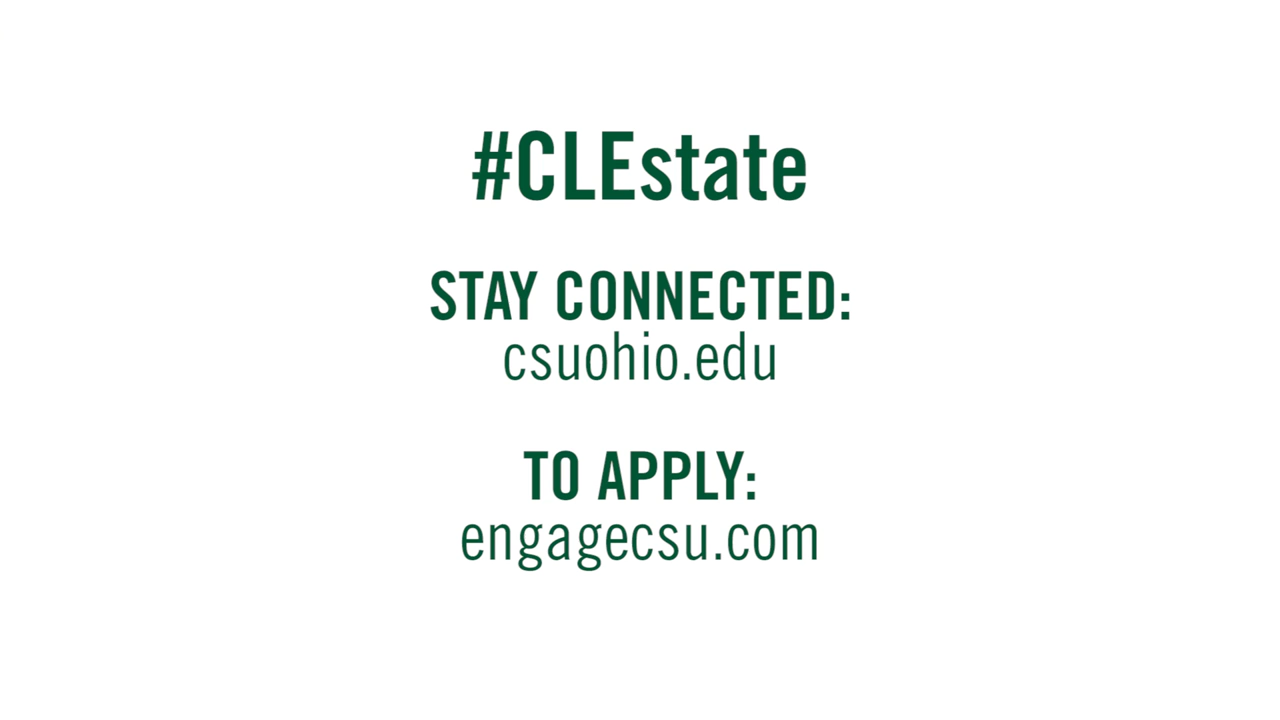 #CLEstate
STAY CONNECTED:
csuohio.edu
TO APPLY:
engagecsu.com